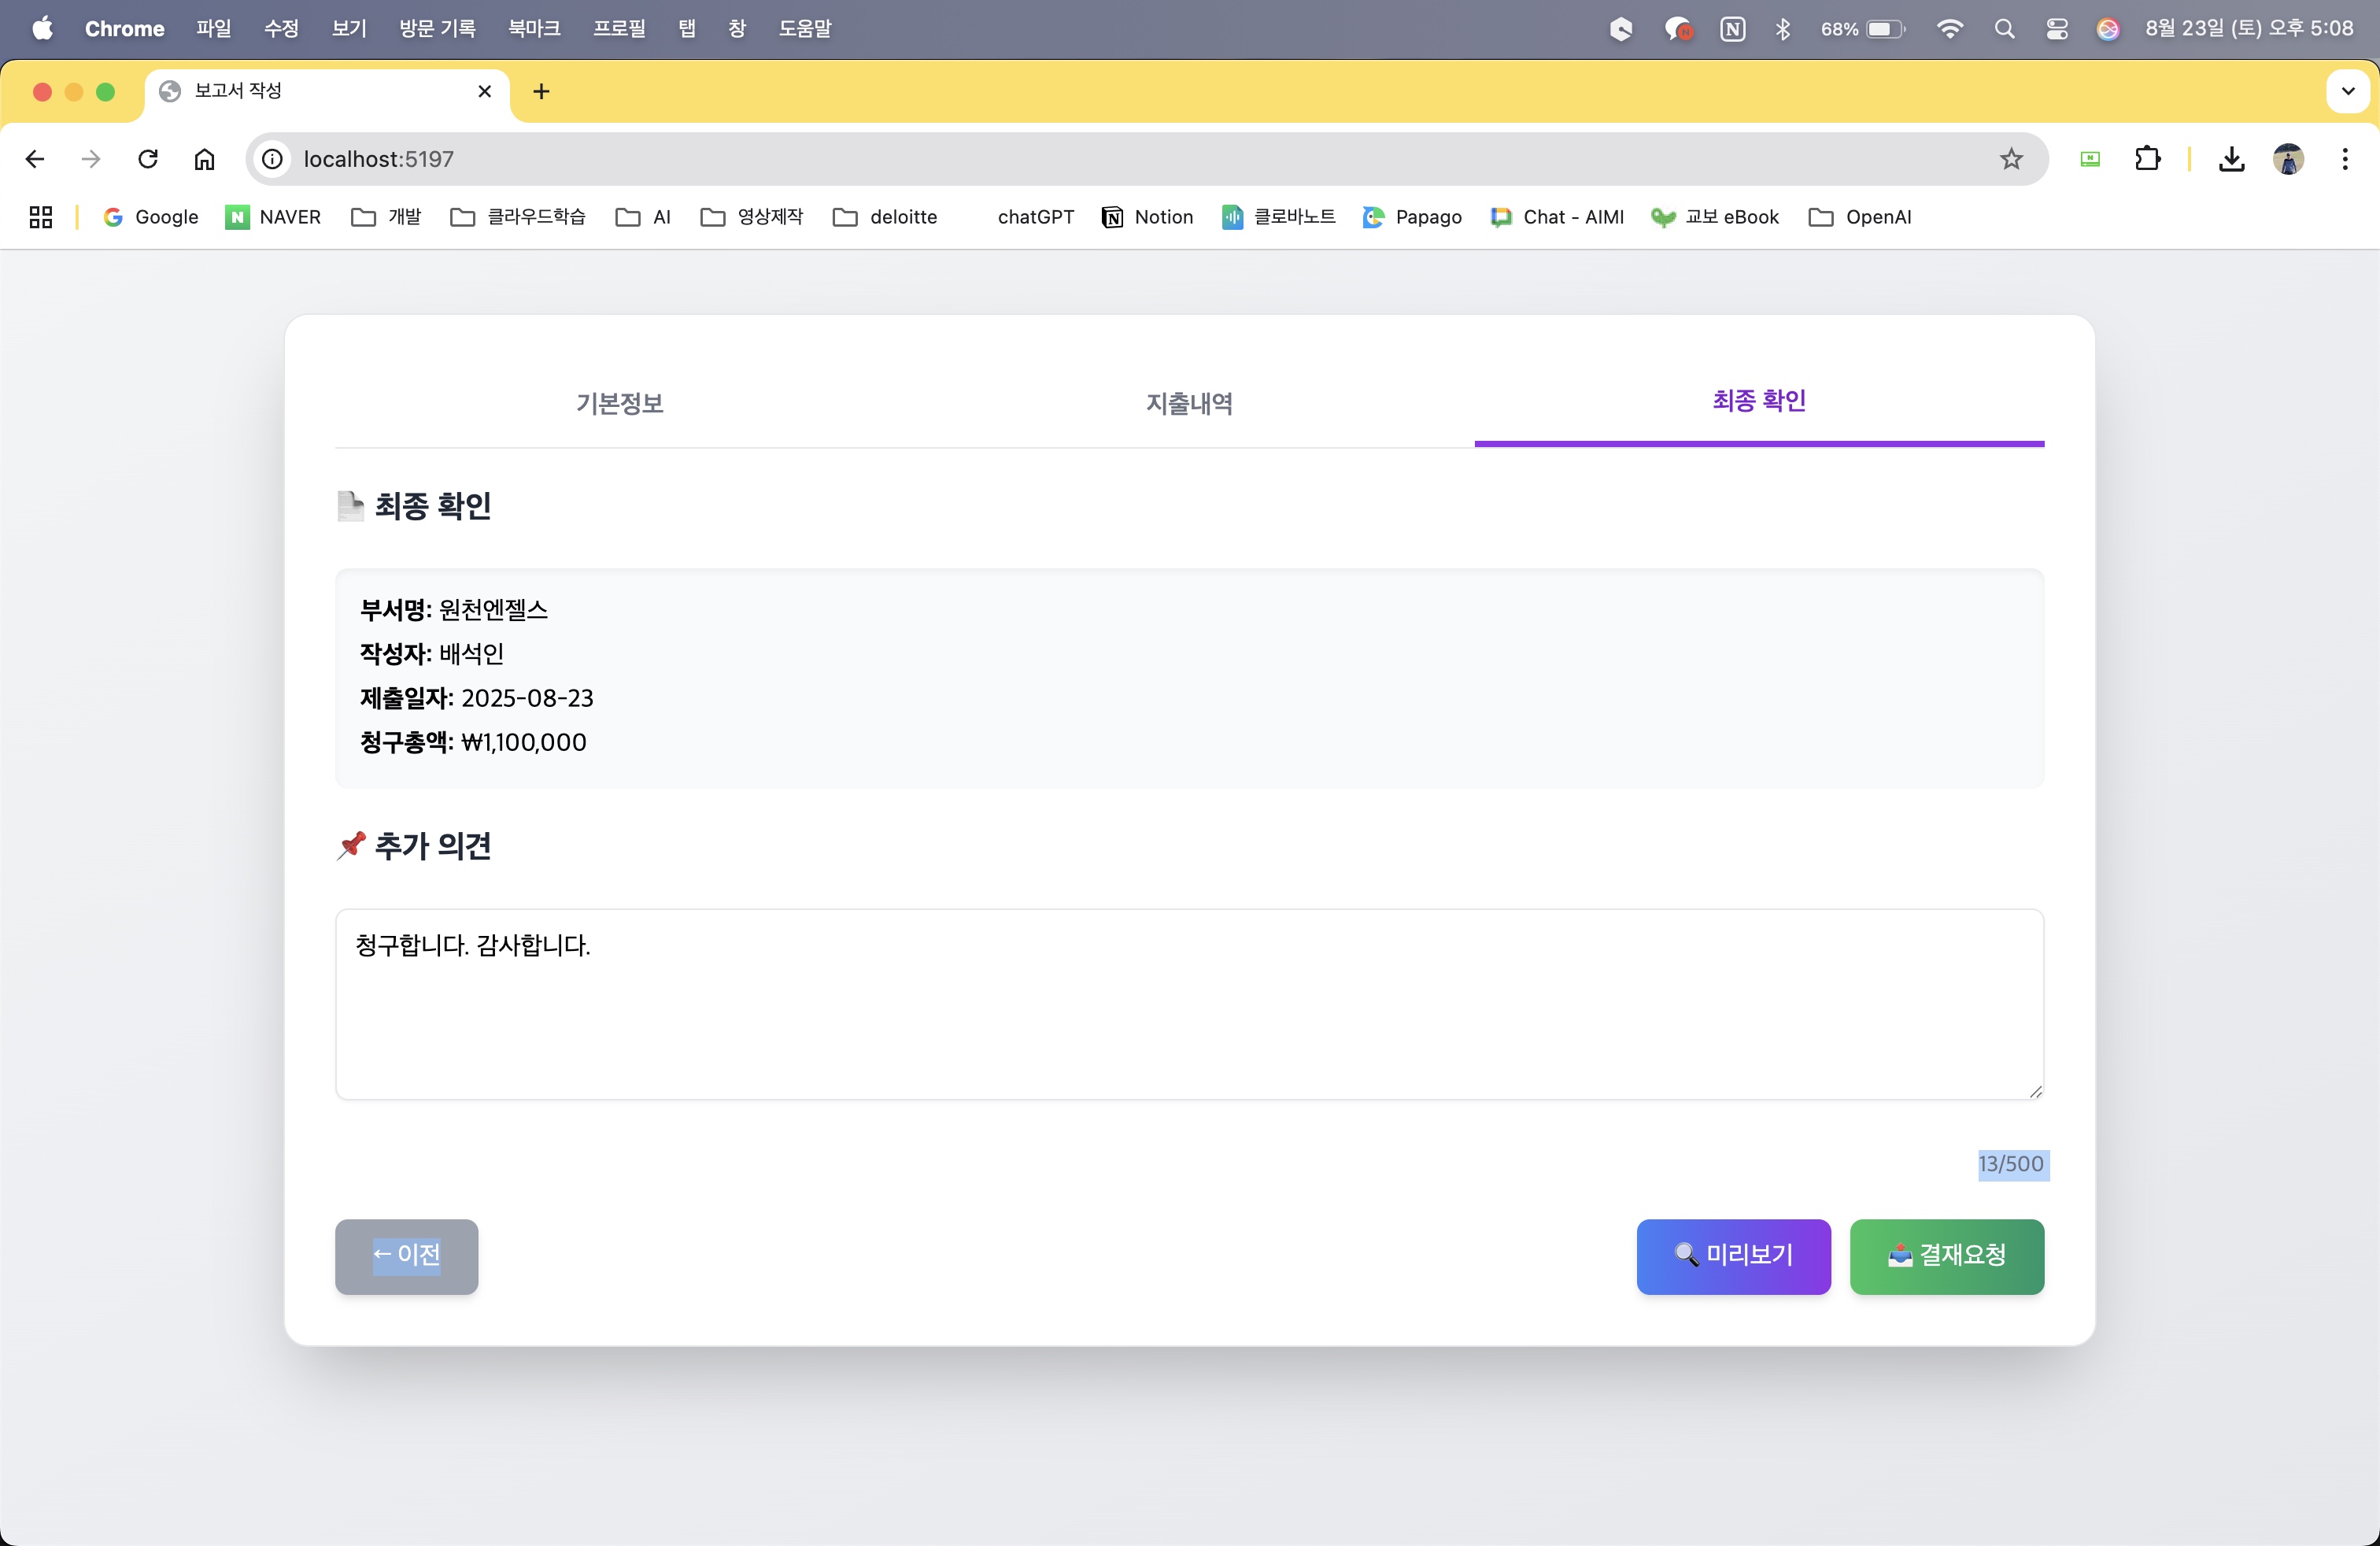 Chrome 파일 수정 보기 방문 기록 북마크 프로필 탭 창 도움말 68% 8월 23일 (토) 오후 5:08
보고서 작성
localhost:5197
Google NAVER 개발 클라우드학습 AI 영상제작 deloitte chatGPT Notion 클로바노트 Papago Chat - AIMI 교보 eBook OpenAI
기본정보 지출내역 최종 확인
최종 확인
부서명: 원천엔젤스
작성자: 배석인
제출일자: 2025-08-23
청구총액: ₩1,100,000
추가 의견
청구합니다. 감사합니다.
13/500
← 이전 미리보기 결재요청